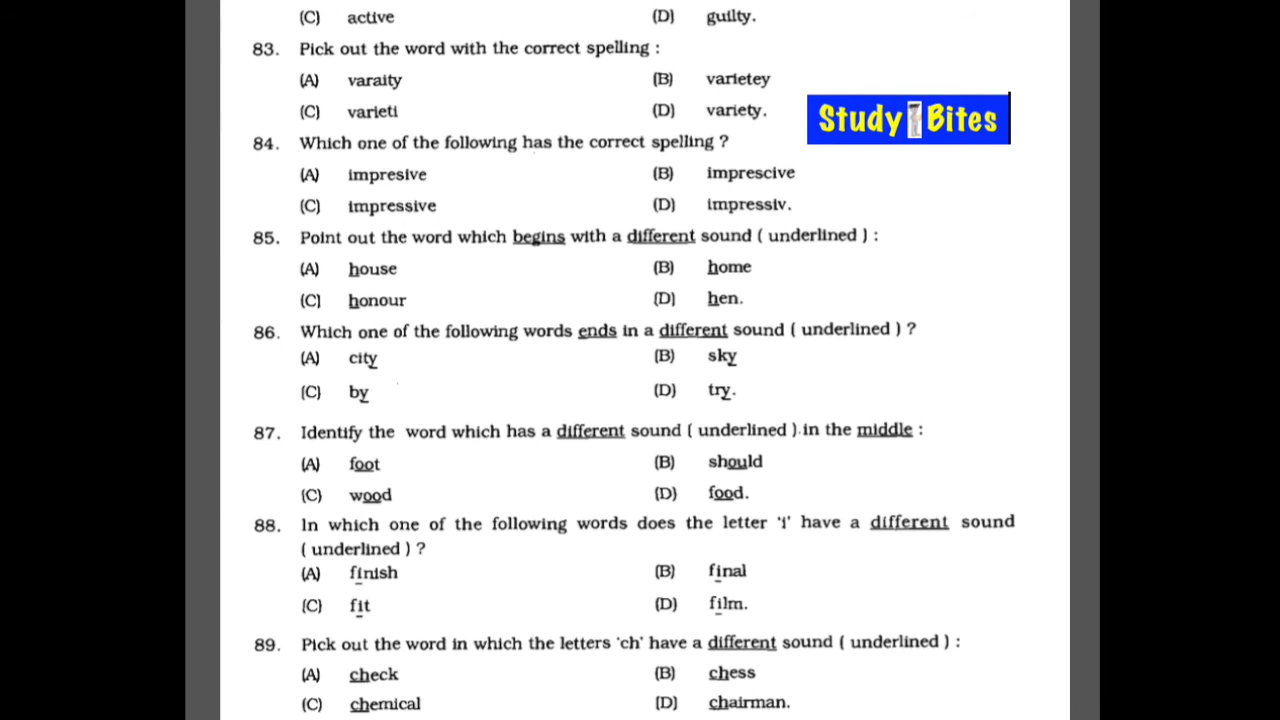 (C) active (D) guilty.
83. Pick out the word with the correct spelling :
(A) varaity (B) varietey
(C) varieti (D) variety.
Study Bites
84. Which one of the following has the correct spelling ?
(A) impresive (B) imprescive
(C) impressive (D) impressiv.
85. Point out the word which begins with a different sound ( underlined ) :
(A) house (B) home
(C) honour (D) hen.
86. Which one of the following words ends in a different sound ( underlined ) ?
(A) city (B) sky
(C) by (D) try.
87. Identify the word which has a different sound ( underlined ) in the middle :
(A) foot (B) should
(C) wood (D) food.
88. In which one of the following words does the letter 'i' have a different sound
( underlined ) ?
(A) finish (B) final
(C) fit (D) film.
89. Pick out the word in which the letters 'ch' have a different sound ( underlined ) :
(A) check (B) chess
(C) chemical (D) chairman.